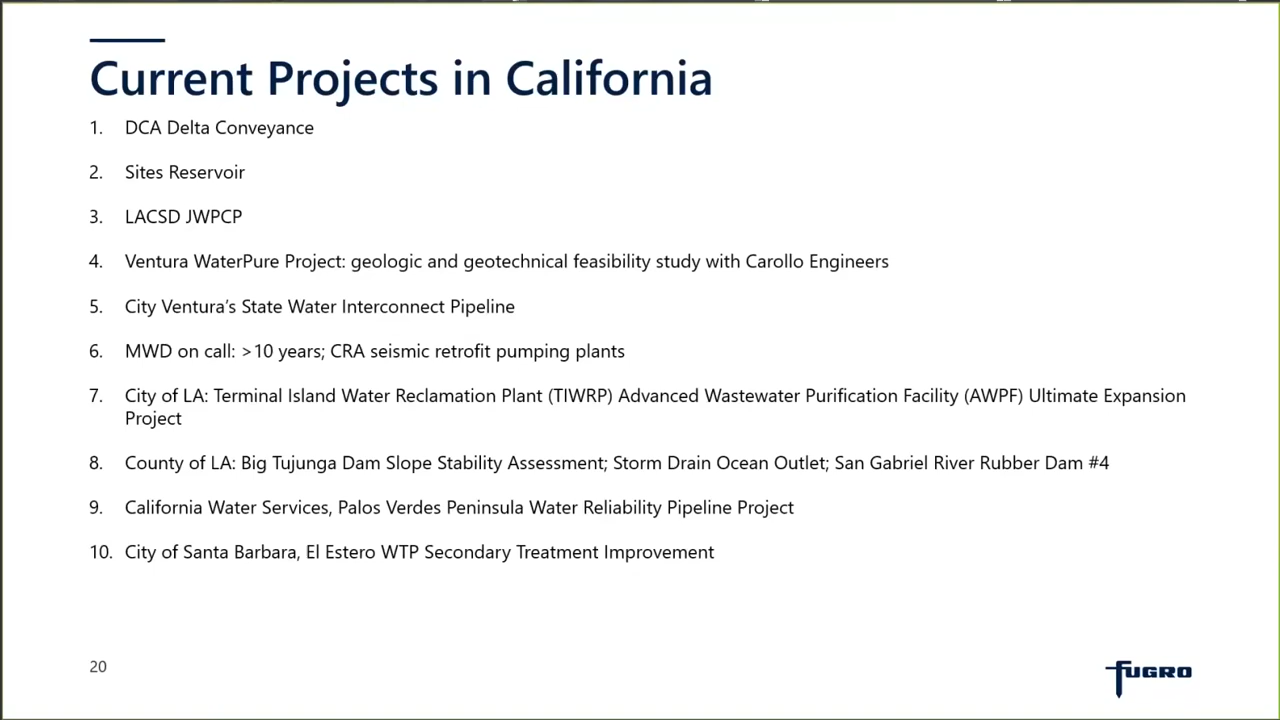 Current Projects in California
1. DCA Delta Conveyance
2. Sites Reservoir
3. LACSD JWPCP
4. Ventura WaterPure Project: geologic and geotechnical feasibility study with Carollo Engineers
5. City Ventura's State Water Interconnect Pipeline
6. MWD on call: >10 years; CRA seismic retrofit pumping plants
7. City of LA: Terminal Island Water Reclamation Plant (TIWRP) Advanced Wastewater Purification Facility (AWPF) Ultimate Expansion
Project
8. County of LA: Big Tujunga Dam Slope Stability Assessment; Storm Drain Ocean Outlet; San Gabriel River Rubber Dam #4
9. California Water Services, Palos Verdes Peninsula Water Reliability Pipeline Project
10. City of Santa Barbara, El Estero WTP Secondary Treatment Improvement
20
FUGRO